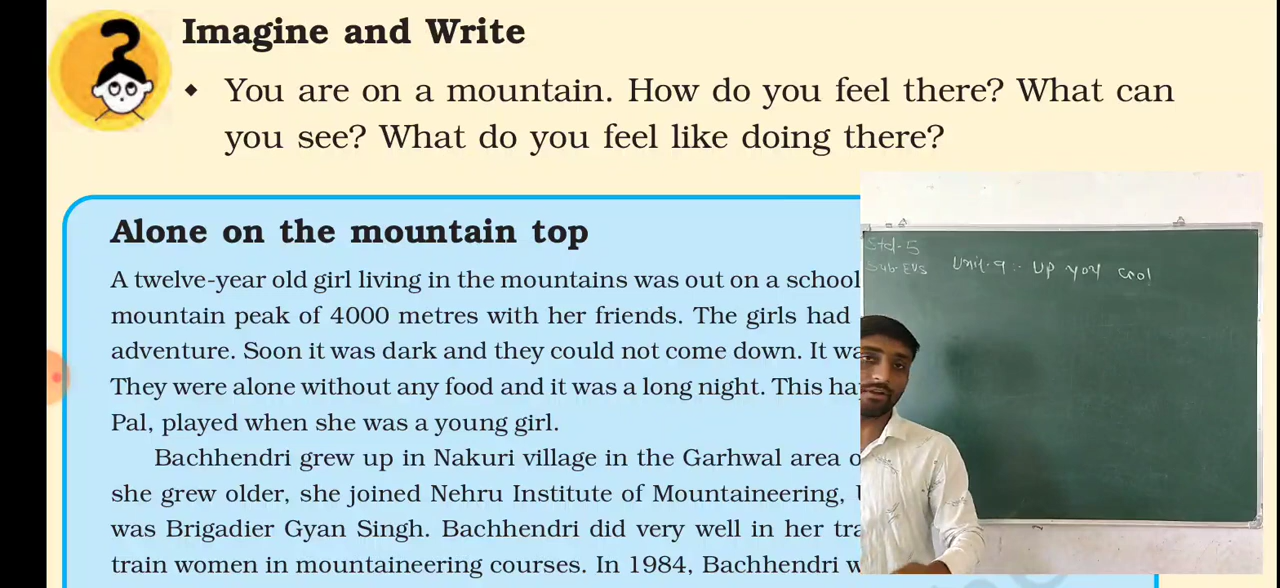 Imagine and Write
◆ You are on a mountain. How do you feel there? What can
you see? What do you feel like doing there?
Alone on the mountain top
A twelve-year old girl living in the mountains was out on a school
mountain peak of 4000 metres with her friends. The girls had
adventure. Soon it was dark and they could not come down. It wa
They were alone without any food and it was a long night. This ha
Pal, played when she was a young girl.
Bachhendri grew up in Nakuri village in the Garhwal area o
she grew older, she joined Nehru Institute of Mountaineering,
was Brigadier Gyan Singh. Bachhendri did very well in her tra
train women in mountaineering courses. In 1984, Bachhendri w
Std-5
Sub-EVS
Unit-9 :- Up you